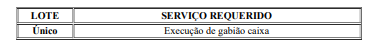 LOTE SERVIÇO REQUERIDO
Único Execução de gabião caixa